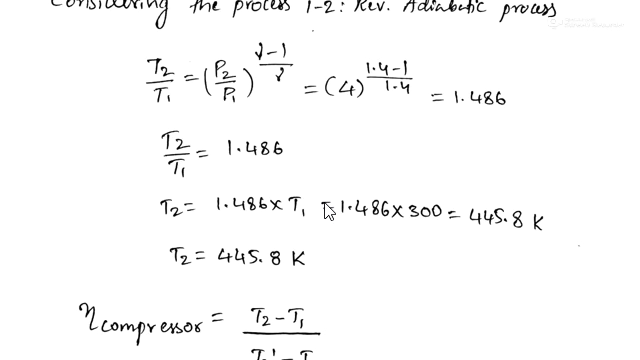 Considering the process 1-2: Rev. Adiabatic process
T2/T1 = (P2/P1)^(γ-1/γ) = (4)^(1.4-1/1.4) = 1.486
T2/T1 = 1.486
T2 = 1.486 × T1 = 1.486 × 300 = 445.8 K
T2 = 445.8 K
ηcompressor = T2 - T1 / T2' - T